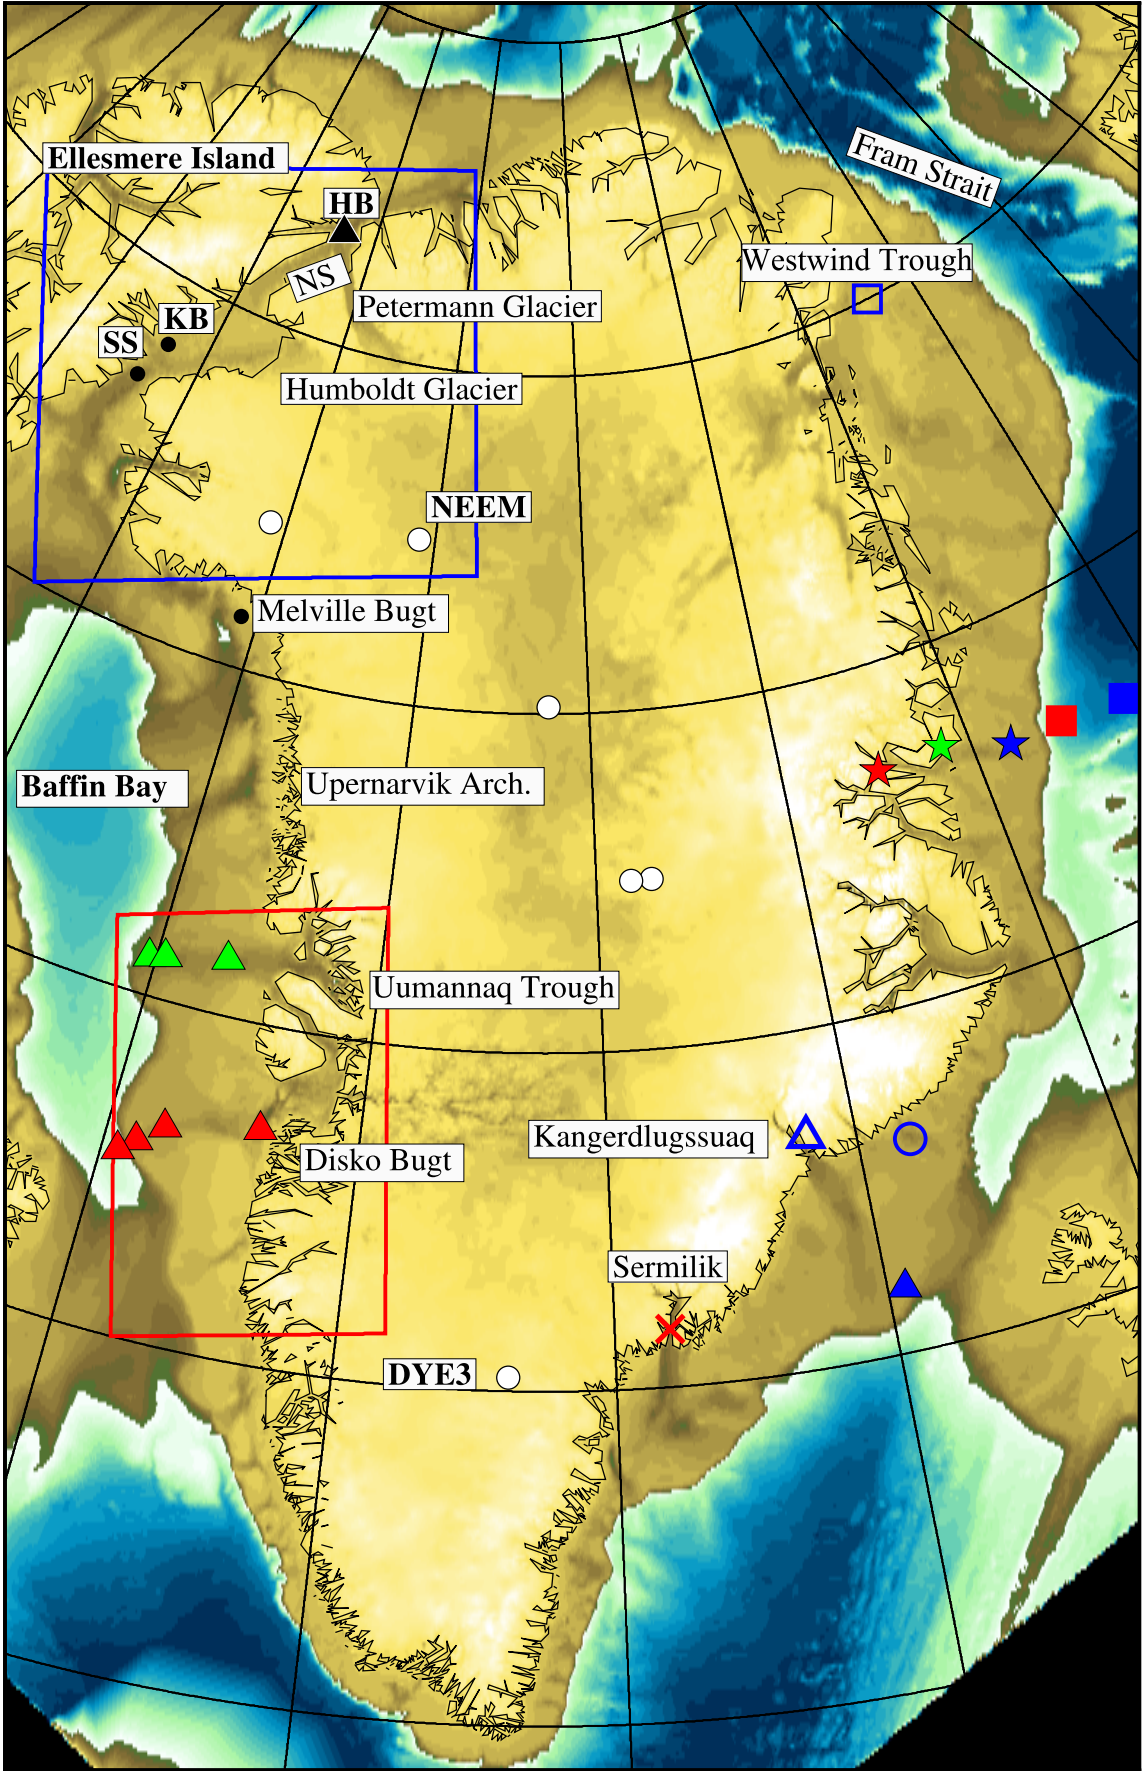 Fram Strait
Ellesmere Island
HB
Westwind Trough
NS
Petermann Glacier
KB
SS
Humboldt Glacier
NEEM
Melville Bugt
Baffin Bay
Upernarvik Arch.
Uumannaq Trough
Kangerdlugssuaq
Disko Bugt
Sermilik
DYE3